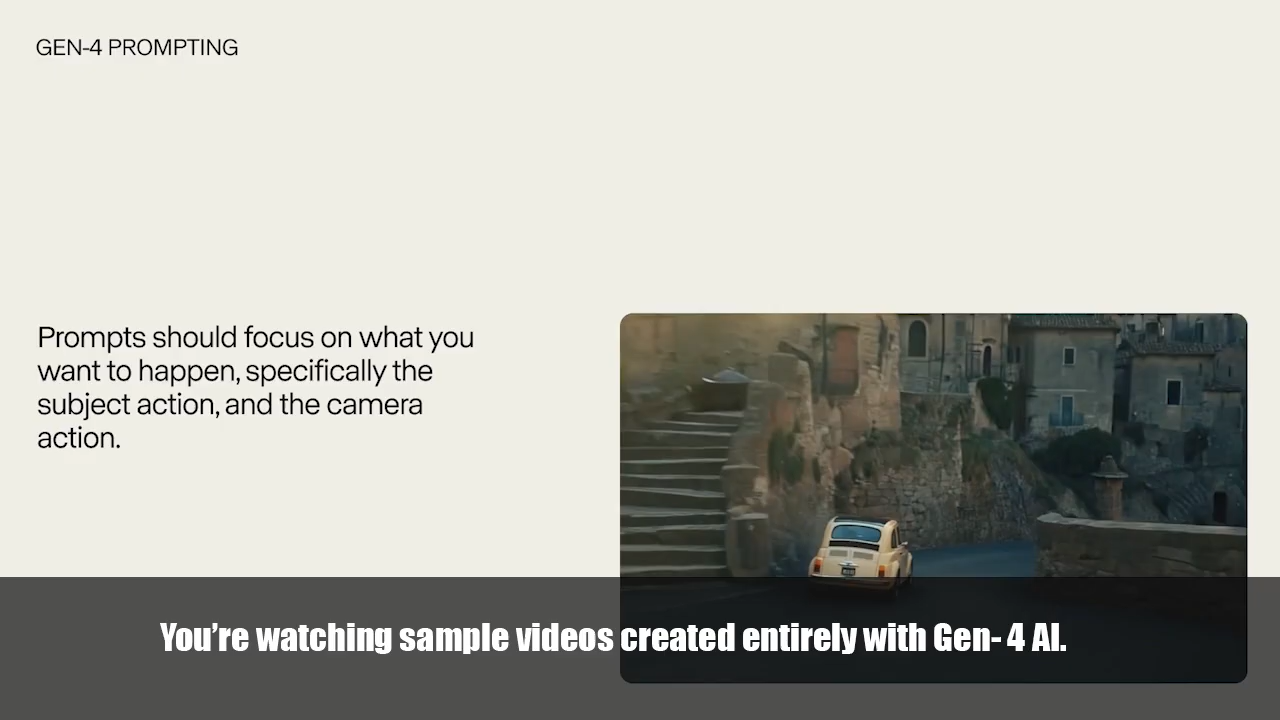 GEN-4 PROMPTING
Prompts should focus on what you
want to happen, specifically the
subject action, and the camera
action.
You’re watching sample videos created entirely with Gen- 4 AI.